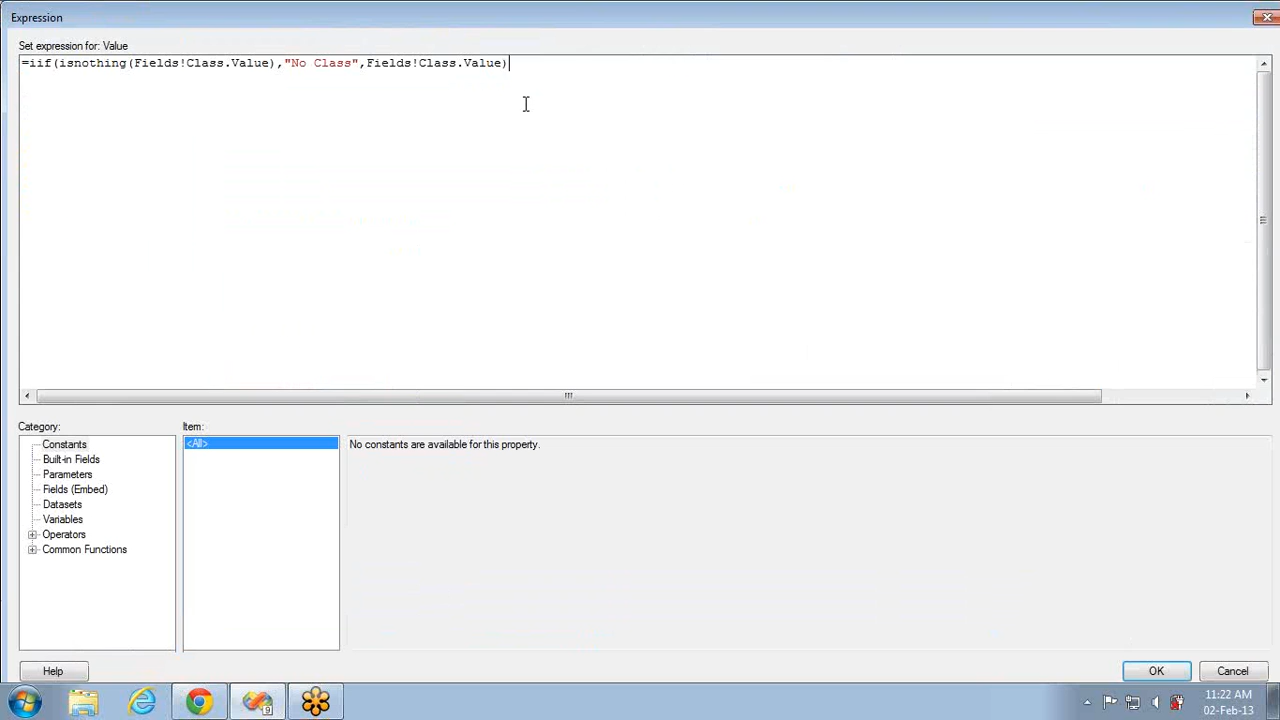 Expression
Set expression for: Value
=iif(isnothing(Fields!Class.Value),"No Class",Fields!Class.Value)
Category:
Item:
Constants
Built-in Fields
Parameters
Fields (Embed)
Datasets
Variables
Operators
Common Functions
<All>
No constants are available for this property.
Help
OK
Cancel
9
11:22 AM
02-Feb-13